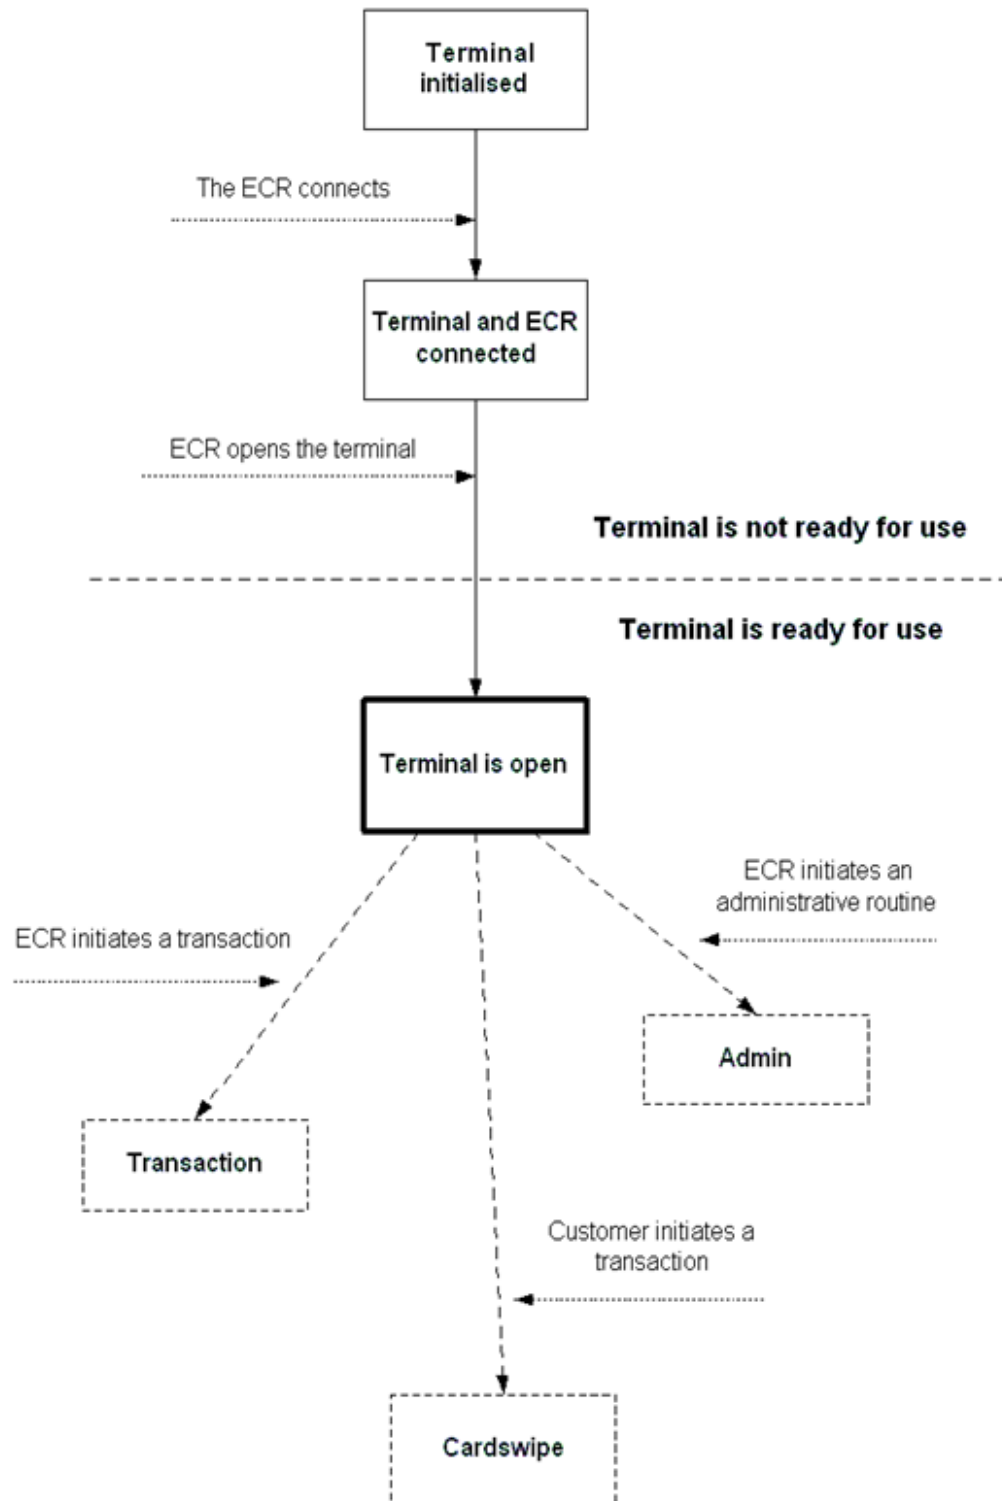 Terminal
initialised
The ECR connects
Terminal and ECR
connected
ECR opens the terminal
Terminal is not ready for use
Terminal is ready for use
Terminal is open
ECR initiates an
administrative routine
ECR initiates a transaction
Admin
Transaction
Customer initiates a
transaction
Cardswipe